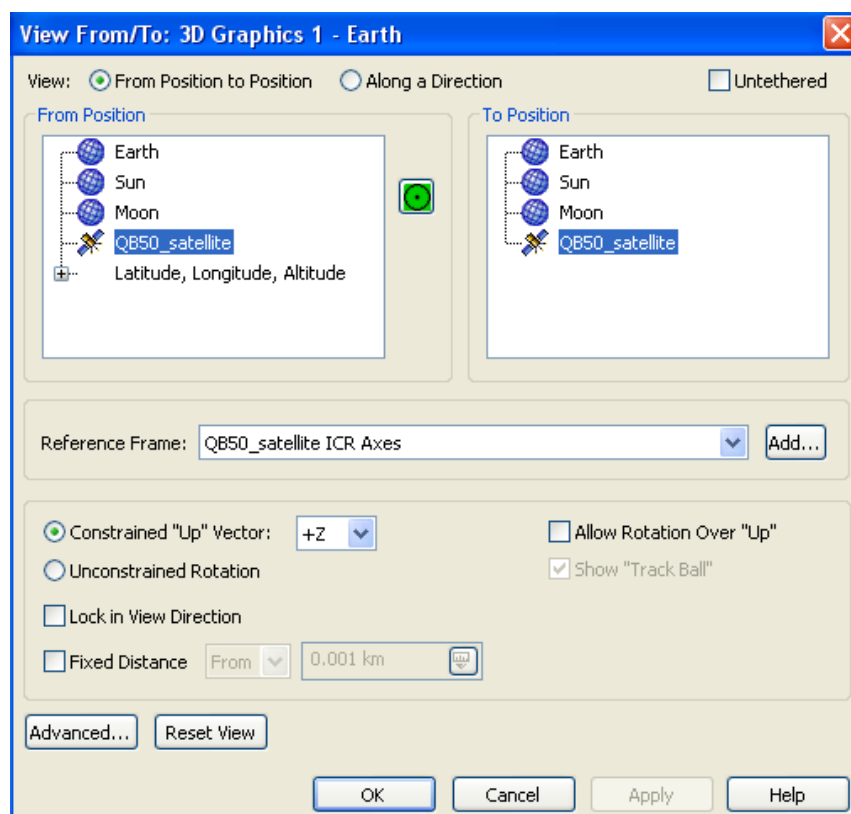 View From/To: 3D Graphics 1 - Earth
View: From Position to Position Along a Direction Untethered
From Position To Position
Earth Earth
Sun Sun
Moon Moon
QB50_satellite QB50_satellite
Latitude, Longitude, Altitude
Reference Frame: QB50_satellite ICR Axes Add...
Constrained "Up" Vector: +Z Allow Rotation Over "Up"
Unconstrained Rotation Show "Track Ball"
Lock in View Direction
Fixed Distance From 0.001 km
Advanced... Reset View
OK Cancel Apply Help